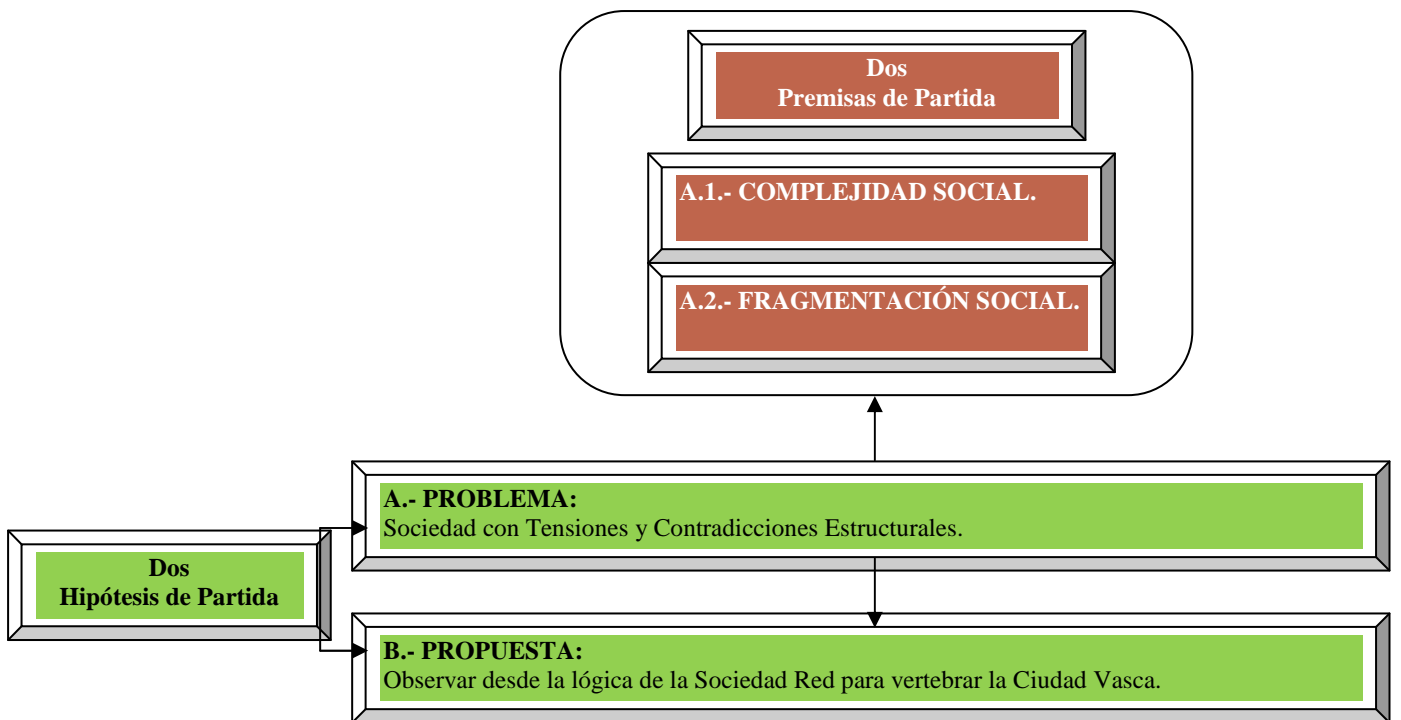 Dos
Premisas de Partida
A.1.- COMPLEJIDAD SOCIAL.
A.2.- FRAGMENTACIÓN SOCIAL.
A.- PROBLEMA:
Sociedad con Tensiones y Contradicciones Estructurales.
Dos
Hipótesis de Partida
B.- PROPUESTA:
Observar desde la lógica de la Sociedad Red para vertebrar la Ciudad Vasca.